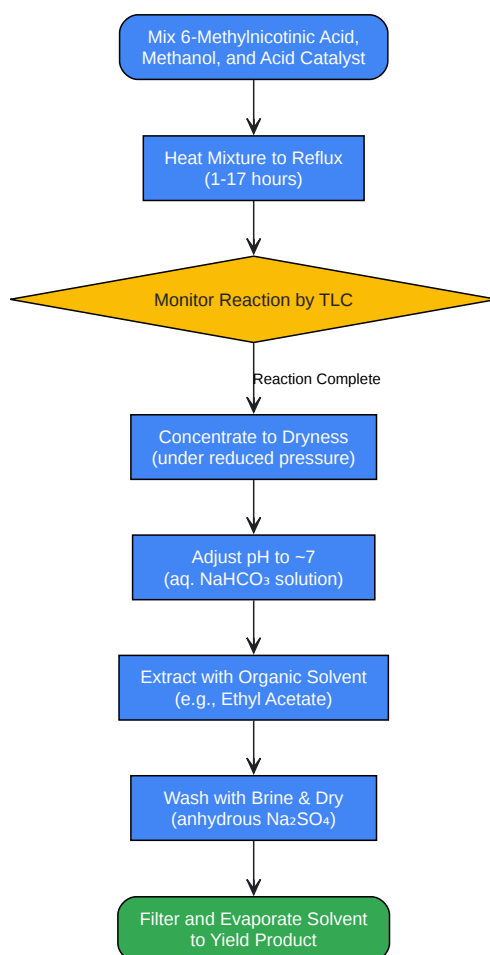 Mix 6-Methylnicotinic Acid,
Methanol, and Acid Catalyst
Heat Mixture to Reflux
(1-17 hours)
Monitor Reaction by TLC
Reaction Complete
Concentrate to Dryness
(under reduced pressure)
Adjust pH to ~7
(aq. NaHCO₃ solution)
Extract with Organic Solvent
(e.g., Ethyl Acetate)
Wash with Brine & Dry
(anhydrous Na₂SO₄)
Filter and Evaporate Solvent
to Yield Product